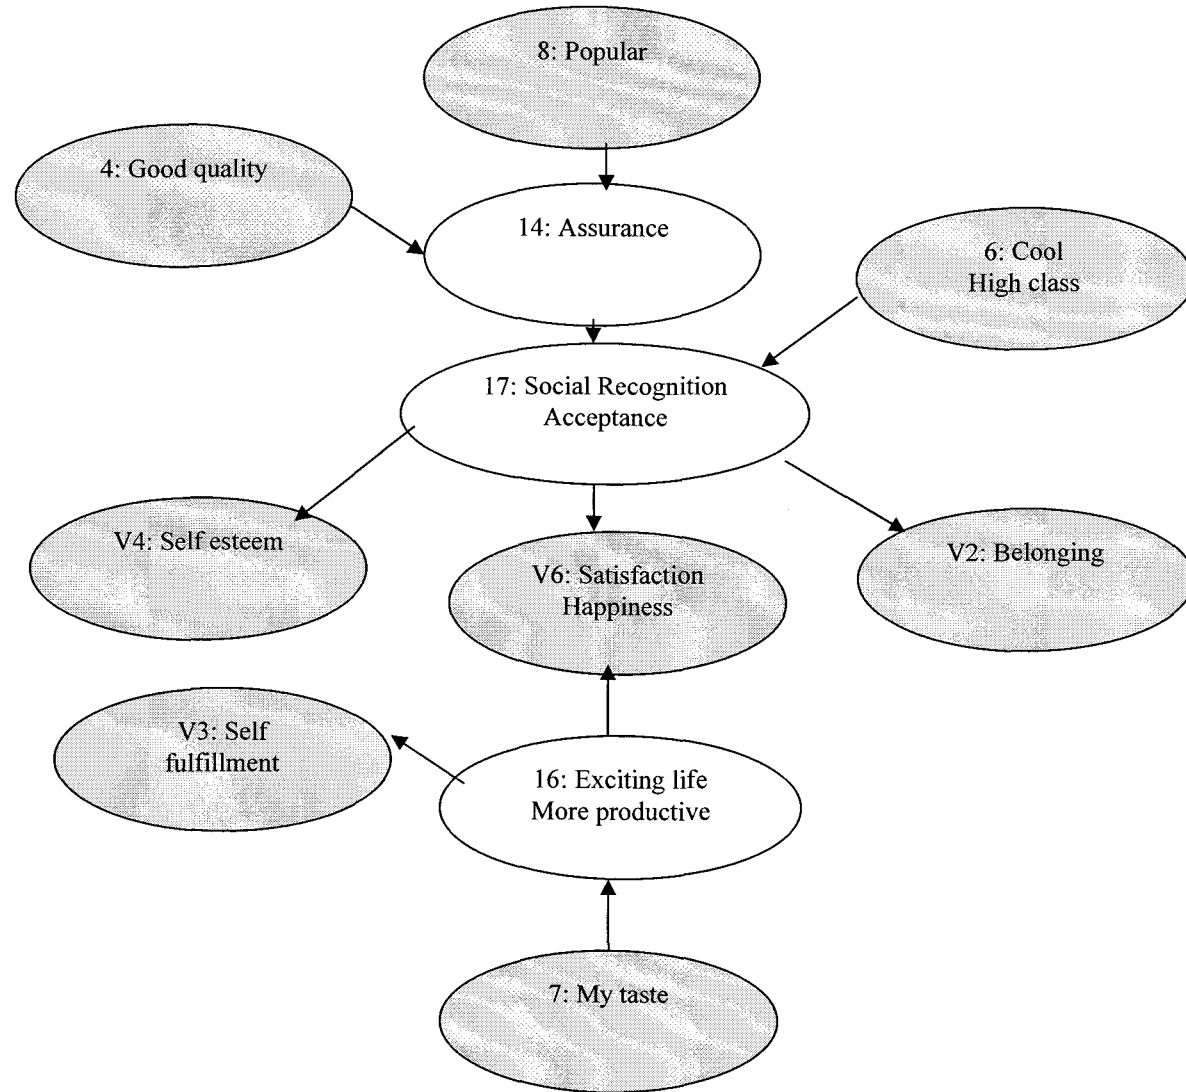 8: Popular
4: Good quality
14: Assurance
6: Cool
High class
17: Social Recognition
Acceptance
V4: Self esteem
V6: Satisfaction
Happiness
V2: Belonging
V3: Self
fulfillment
16: Exciting life
More productive
7: My taste